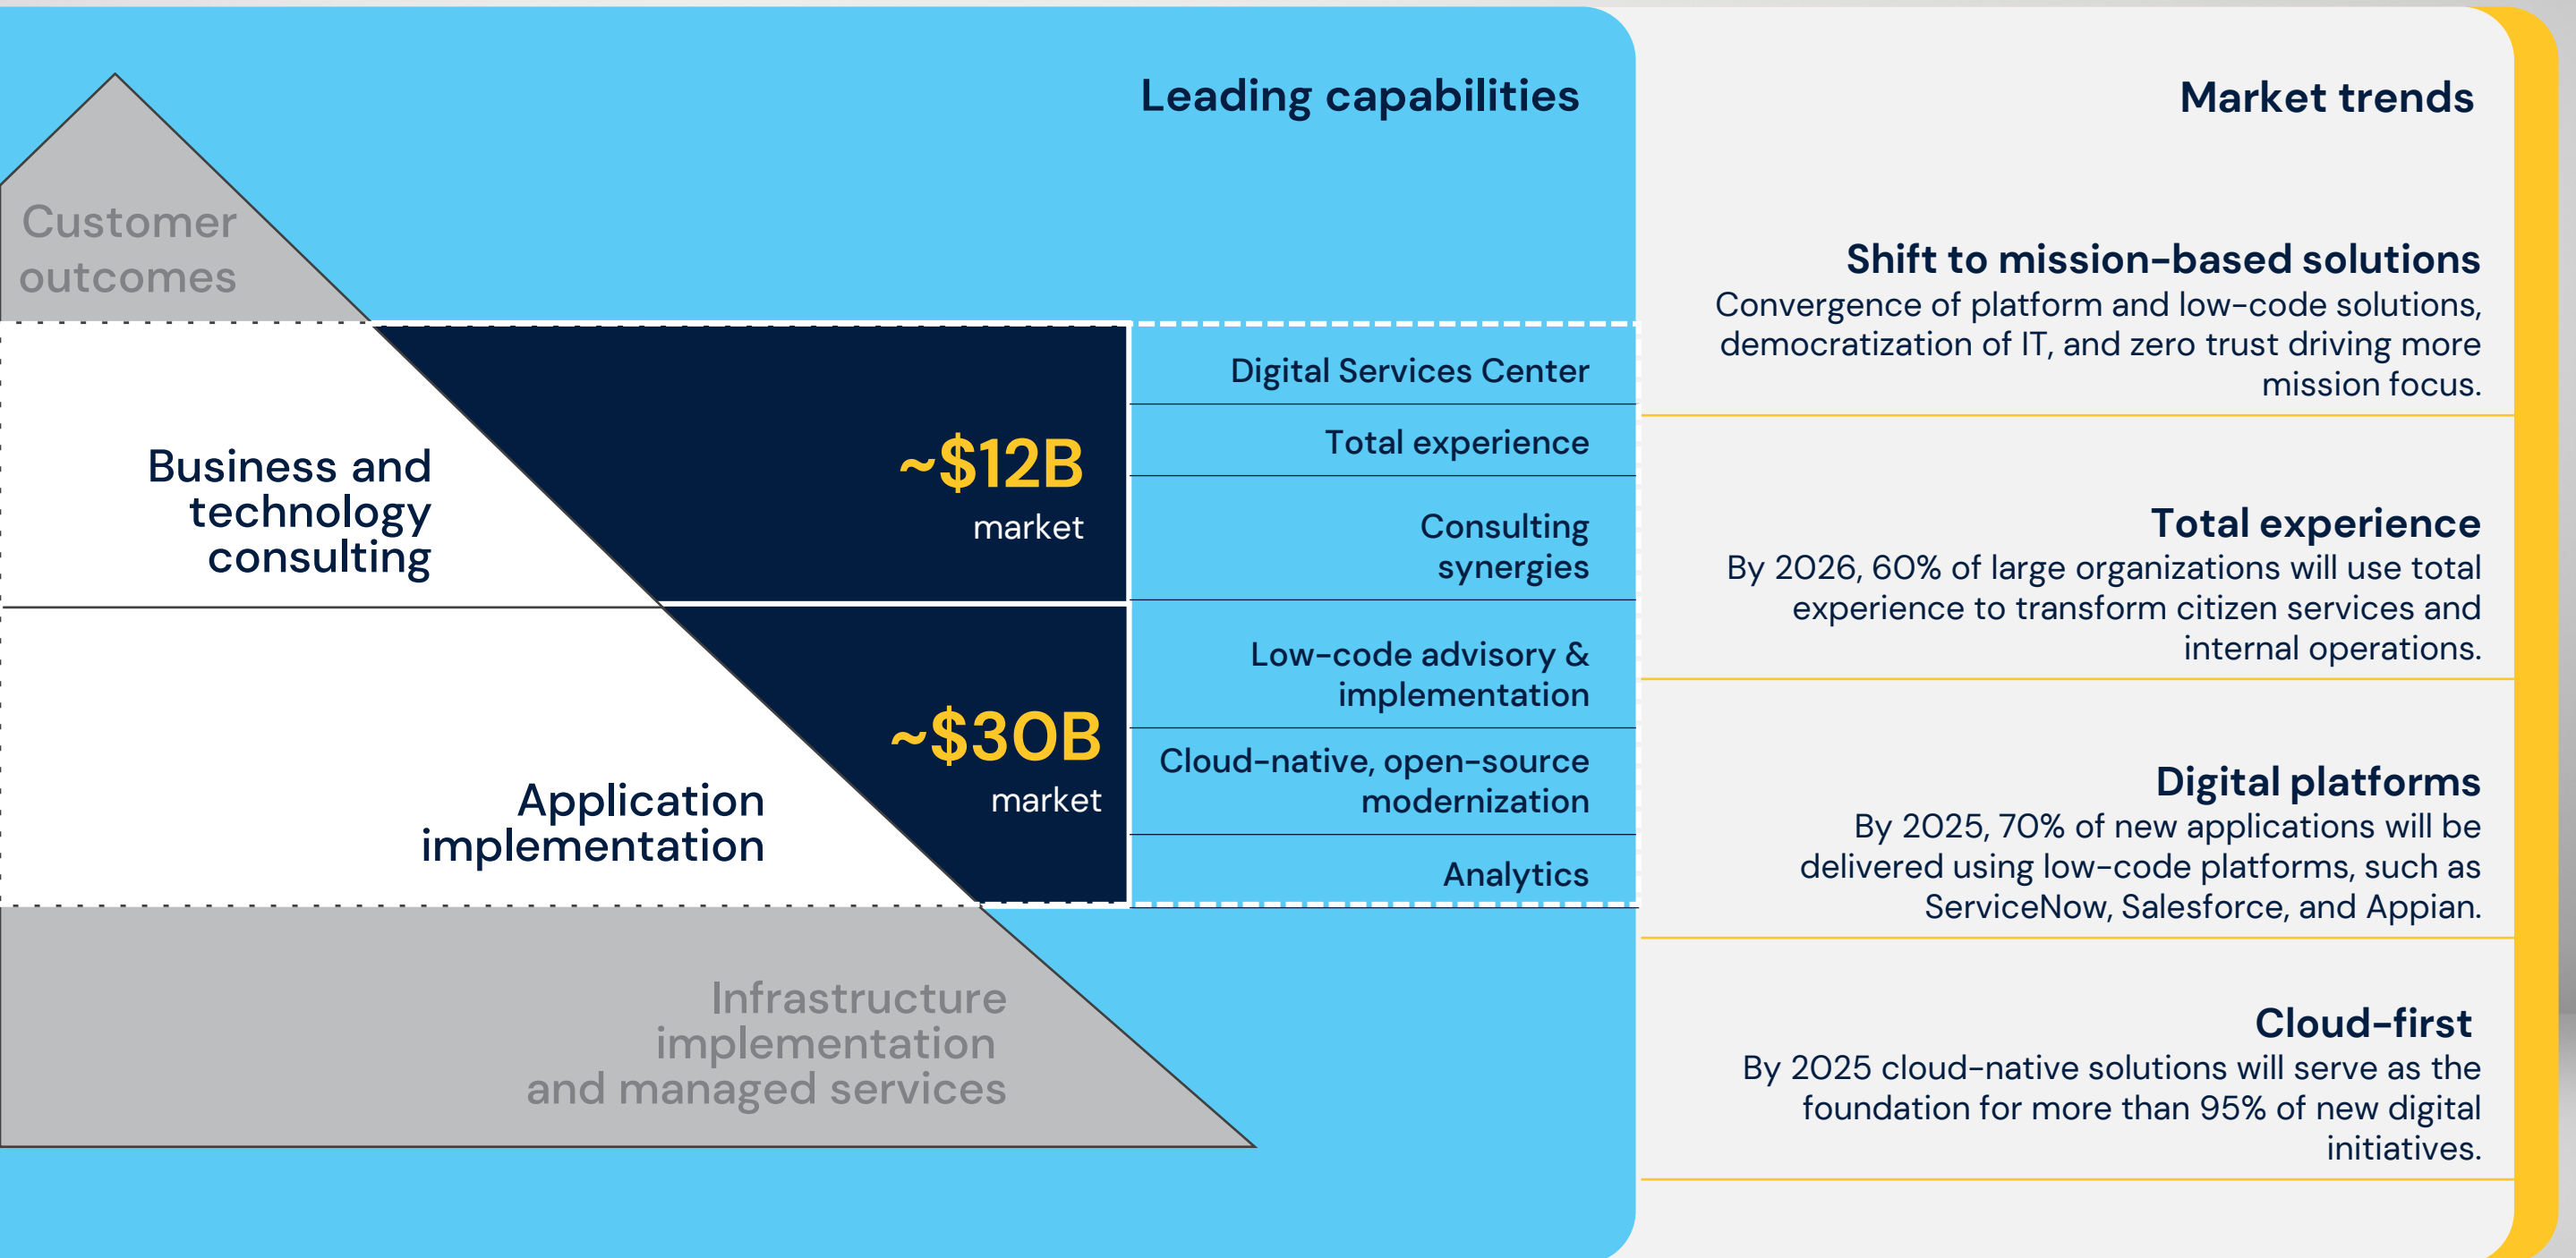 Leading capabilities
Market trends
Customer
outcomes
Business and
technology
consulting
Application
implementation
Infrastructure
implementation
and managed services
~$12B
market
~$30B
market
Digital Services Center
Total experience
Consulting
synergies
Low-code advisory &
implementation
Cloud-native, open-source
modernization
Analytics
Shift to mission-based solutions
Convergence of platform and low-code solutions,
democratization of IT, and zero trust driving more
mission focus.
Total experience
By 2026, 60% of large organizations will use total
experience to transform citizen services and
internal operations.
Digital platforms
By 2025, 70% of new applications will be
delivered using low-code platforms, such as
ServiceNow, Salesforce, and Appian.
Cloud-first
By 2025 cloud-native solutions will serve as the
foundation for more than 95% of new digital
initiatives.